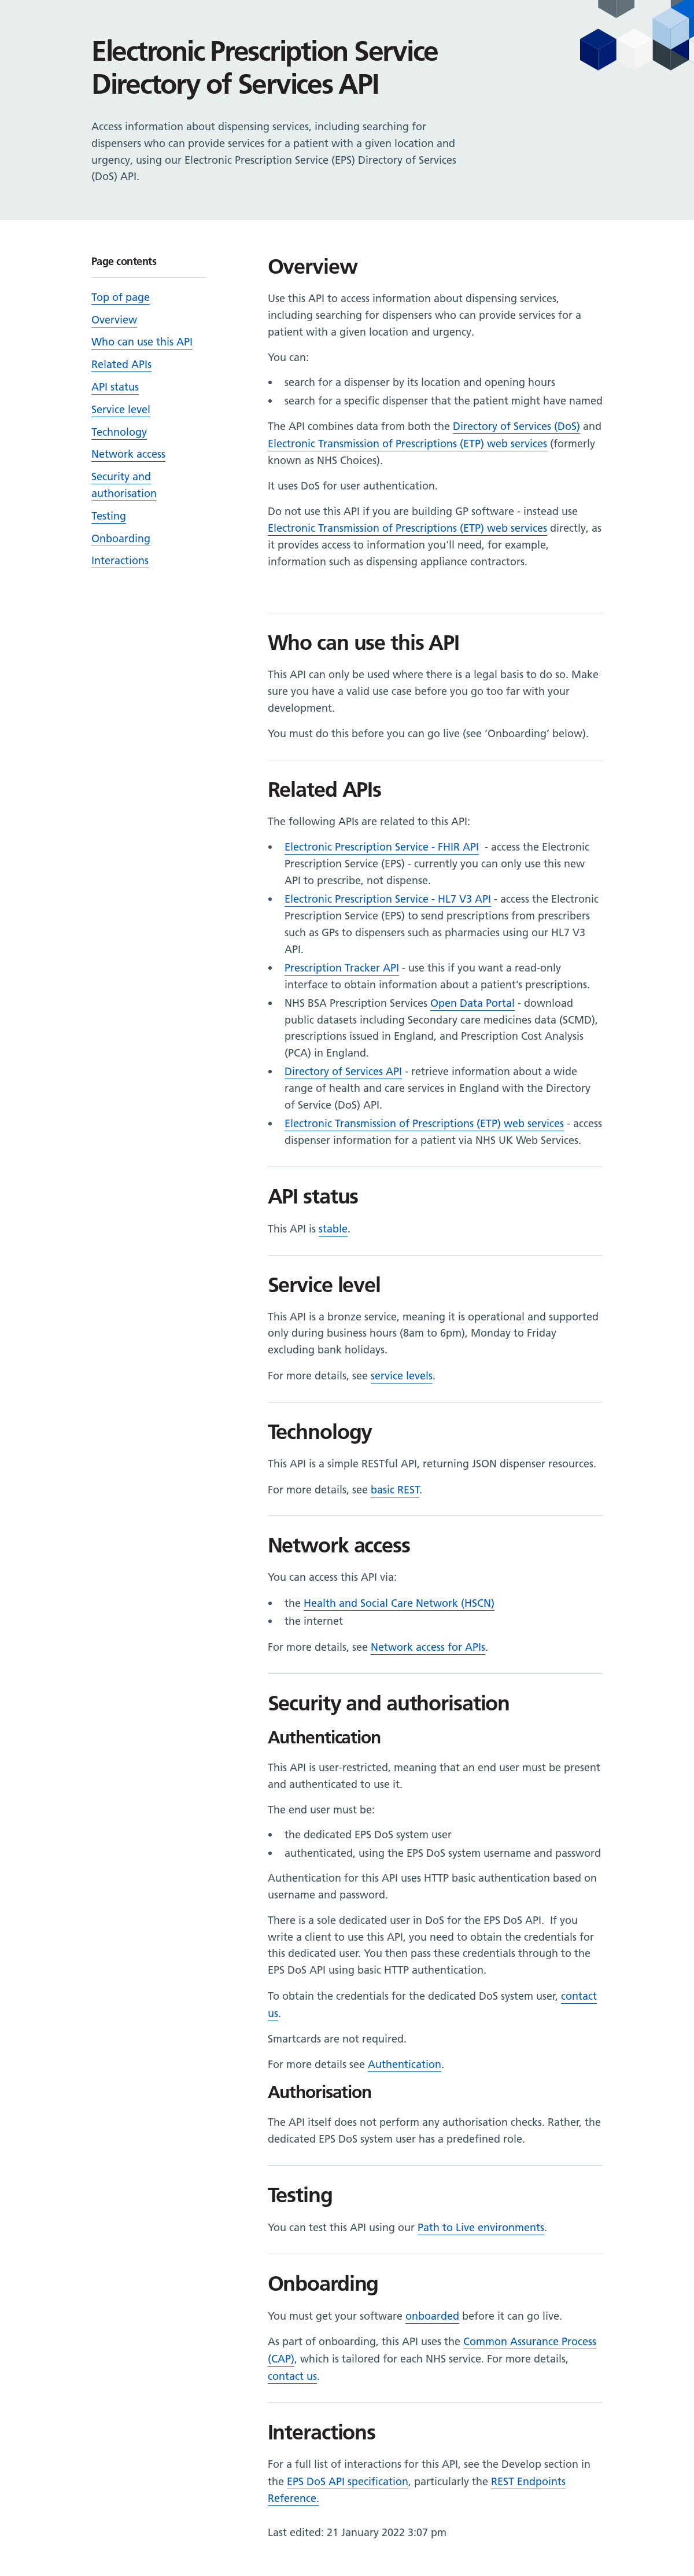 Electronic Prescription Service
Directory of Services API
Access information about dispensing services, including searching for
dispensers who can provide services for a patient with a given location and
urgency, using our Electronic Prescription Service (EPS) Directory of Services
(DoS) API.
Page contents
Top of page
Overview
Who can use this API
Related APIs
API status
Service level
Technology
Network access
Security and
authorisation
Testing
Onboarding
Interactions
Overview
Use this API to access information about dispensing services,
including searching for dispensers who can provide services for a
patient with a given location and urgency.
You can:
• search for a dispenser by its location and opening hours
• search for a specific dispenser that the patient might have named
The API combines data from both the Directory of Services (DoS) and
Electronic Transmission of Prescriptions (ETP) web services (formerly
known as NHS Choices).
It uses DoS for user authentication.
Do not use this API if you are building GP software - instead use
Electronic Transmission of Prescriptions (ETP) web services directly, as
it provides access to information you'll need, for example,
information such as dispensing appliance contractors.
Who can use this API
This API can only be used where there is a legal basis to do so. Make
sure you have a valid use case before you go too far with your
development.
You must do this before you can go live (see ‘Onboarding’ below).
Related APIs
The following APIs are related to this API:
• Electronic Prescription Service - FHIR API - access the Electronic
Prescription Service (EPS) - currently you can only use this new
API to prescribe, not dispense.
• Electronic Prescription Service - HL7 V3 API - access the Electronic
Prescription Service (EPS) to send prescriptions from prescribers
such as GPs to dispensers such as pharmacies using our HL7 V3
API.
• Prescription Tracker API - use this if you want a read-only
interface to obtain information about a patient’s prescriptions.
• NHS BSA Prescription Services Open Data Portal - download
public datasets including Secondary care medicines data (SCMD),
prescriptions issued in England, and Prescription Cost Analysis
(PCA) in England.
• Directory of Services API - retrieve information about a wide
range of health and care services in England with the Directory
of Service (DoS) API.
• Electronic Transmission of Prescriptions (ETP) web services - access
dispenser information for a patient via NHS UK Web Services.
API status
This API is stable.
Service level
This API is a bronze service, meaning it is operational and supported
only during business hours (8am to 6pm), Monday to Friday
excluding bank holidays.
For more details, see service levels.
Technology
This API is a simple RESTful API, returning JSON dispenser resources.
For more details, see basic REST.
Network access
You can access this API via:
• the Health and Social Care Network (HSCN)
• the internet
For more details, see Network access for APIs.
Security and authorisation
Authentication
This API is user-restricted, meaning that an end user must be present
and authenticated to use it.
The end user must be:
• the dedicated EPS DoS system user
• authenticated, using the EPS DoS system username and password
Authentication for this API uses HTTP basic authentication based on
username and password.
There is a sole dedicated user in DoS for the EPS DoS API. If you
write a client to use this API, you need to obtain the credentials for
this dedicated user. You then pass these credentials through to the
EPS DoS API using basic HTTP authentication.
To obtain the credentials for the dedicated DoS system user, contact
us.
Smartcards are not required.
For more details see Authentication.
Authorisation
The API itself does not perform any authorisation checks. Rather, the
dedicated EPS DoS system user has a predefined role.
Testing
You can test this API using our Path to Live environments.
Onboarding
You must get your software onboarded before it can go live.
As part of onboarding, this API uses the Common Assurance Process
(CAP), which is tailored for each NHS service. For more details,
contact us.
Interactions
For a full list of interactions for this API, see the Develop section in
the EPS DoS API specification, particularly the REST Endpoints
Reference.
Last edited: 21 January 2022 3:07 pm